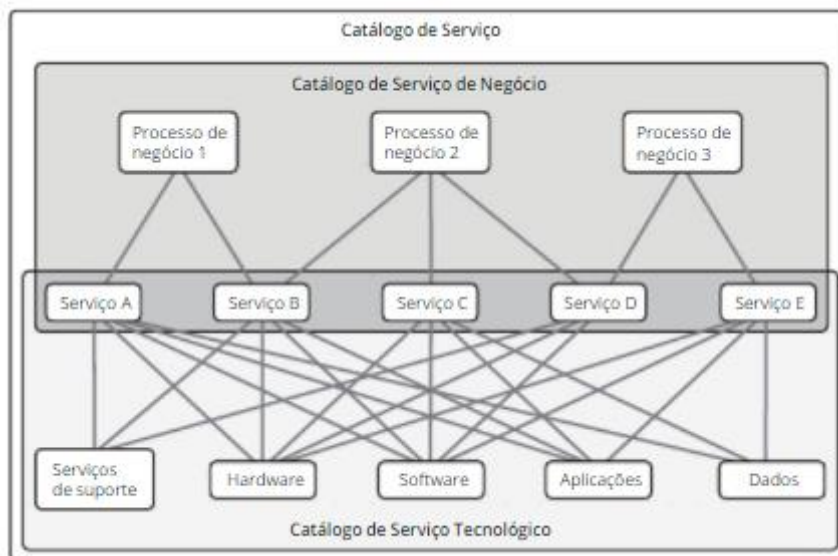 Catálogo de Serviço
Catálogo de Serviço de Negócio
Processo de
negócio 1
Processo de
negócio 2
Processo de
negócio 3
Serviço A
Serviço B
Serviço C
Serviço D
Serviço E
Serviços
de suporte
Hardware
Software
Aplicações
Dados
Catálogo de Serviço Tecnológico